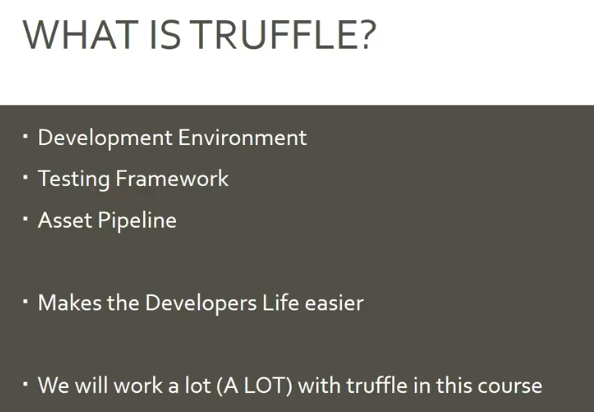 WHAT IS TRUFFLE?
▪ Development Environment
▪ Testing Framework
▪ Asset Pipeline
▪ Makes the Developers Life easier
▪ We will work a lot (A LOT) with truffle in this course